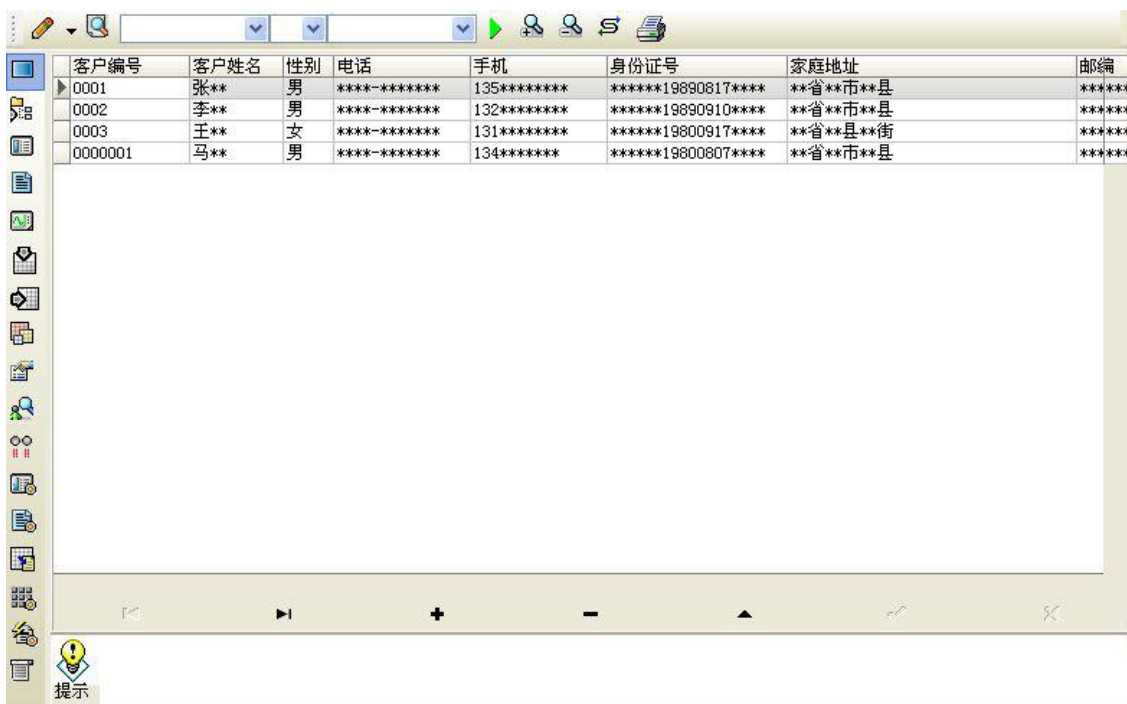 客户编号 客户姓名 性别 电话 手机 身份证号 家庭地址 邮编
0001 张** 男 ****-******* 135******** ******19890817**** **省**市**县 ******
0002 李** 男 ****-******* 132******** ******19890910**** **省**市**县 ******
0003 王** 女 ****-******* 131******** ******19800917**** **省**县**街 ******
0000001 马** 男 ****-******* 134******* ******19800807**** **省**市**县 ******
提示